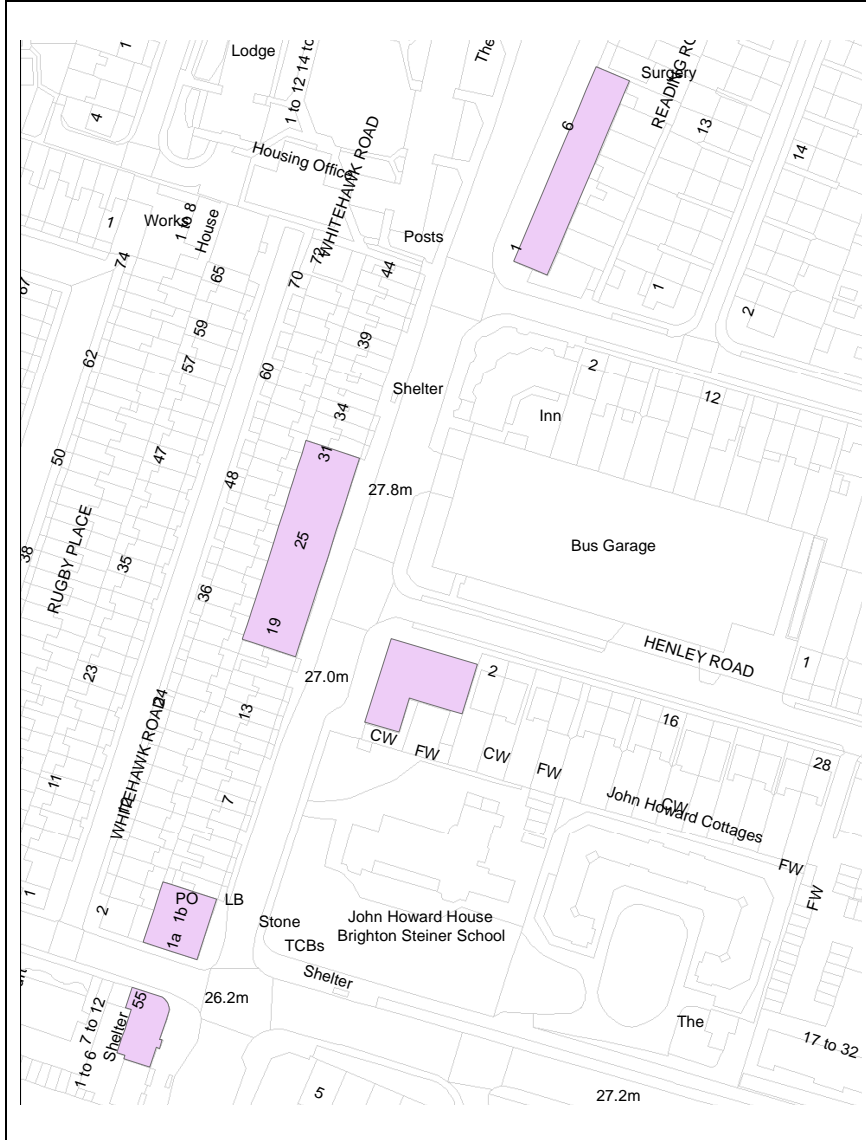 Lodge
1 to 12 14 to
The
Surgery
READING RO
1
4
6
13
14
Housing Office
WHITEHAWK ROAD
1
Works
1 to 8
House
Posts
1
74
72
70
44
65
1
2
59
39
57
62
60
Shelter
2
12
34
Inn
31
50
47
48
27.8m
25
Bus Garage
38
35
36
RUGBY PLACE
19
HENLEY ROAD
1
27.0m
2
23
24
13
16
CW
FW
CW
FW
28
11
12
WHITEHAWK ROAD
7
CW
John Howard Cottages
FW
FW
1
2
PO
LB
1b
1a
Stone
TCBs
John Howard House
Brighton Steiner School
Shelter
55
26.2m
Shelter
1 to 6 7 to 12
The
17 to 32
5
27.2m